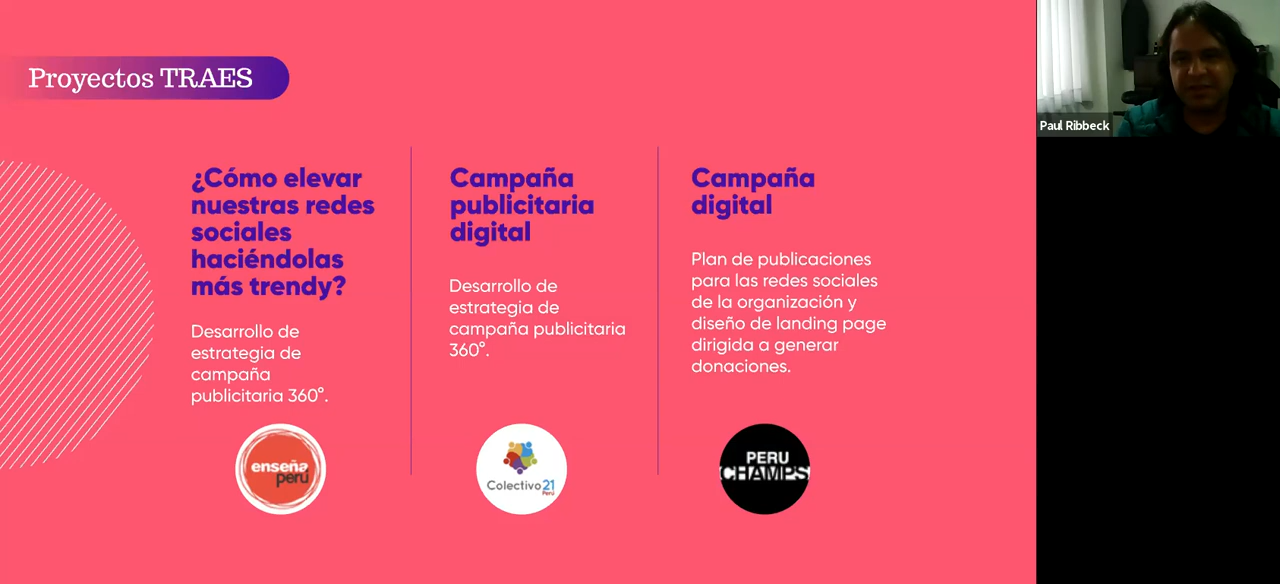 Proyectos TRAES
¿Cómo elevar
nuestras redes
sociales
haciéndolas
más trendy?
Desarrollo de
estrategia de
campaña
publicitaria 360°.
enseña
perú
Campaña
publicitaria
digital
Desarrollo de
estrategia de
campaña publicitaria
360°.
Colectivo 21
Perú
Campaña
digital
Plan de publicaciones
para las redes sociales
de la organización y
diseño de landing page
dirigida a generar
donaciones.
PERU
CHAMPS
Paul Ribbeck